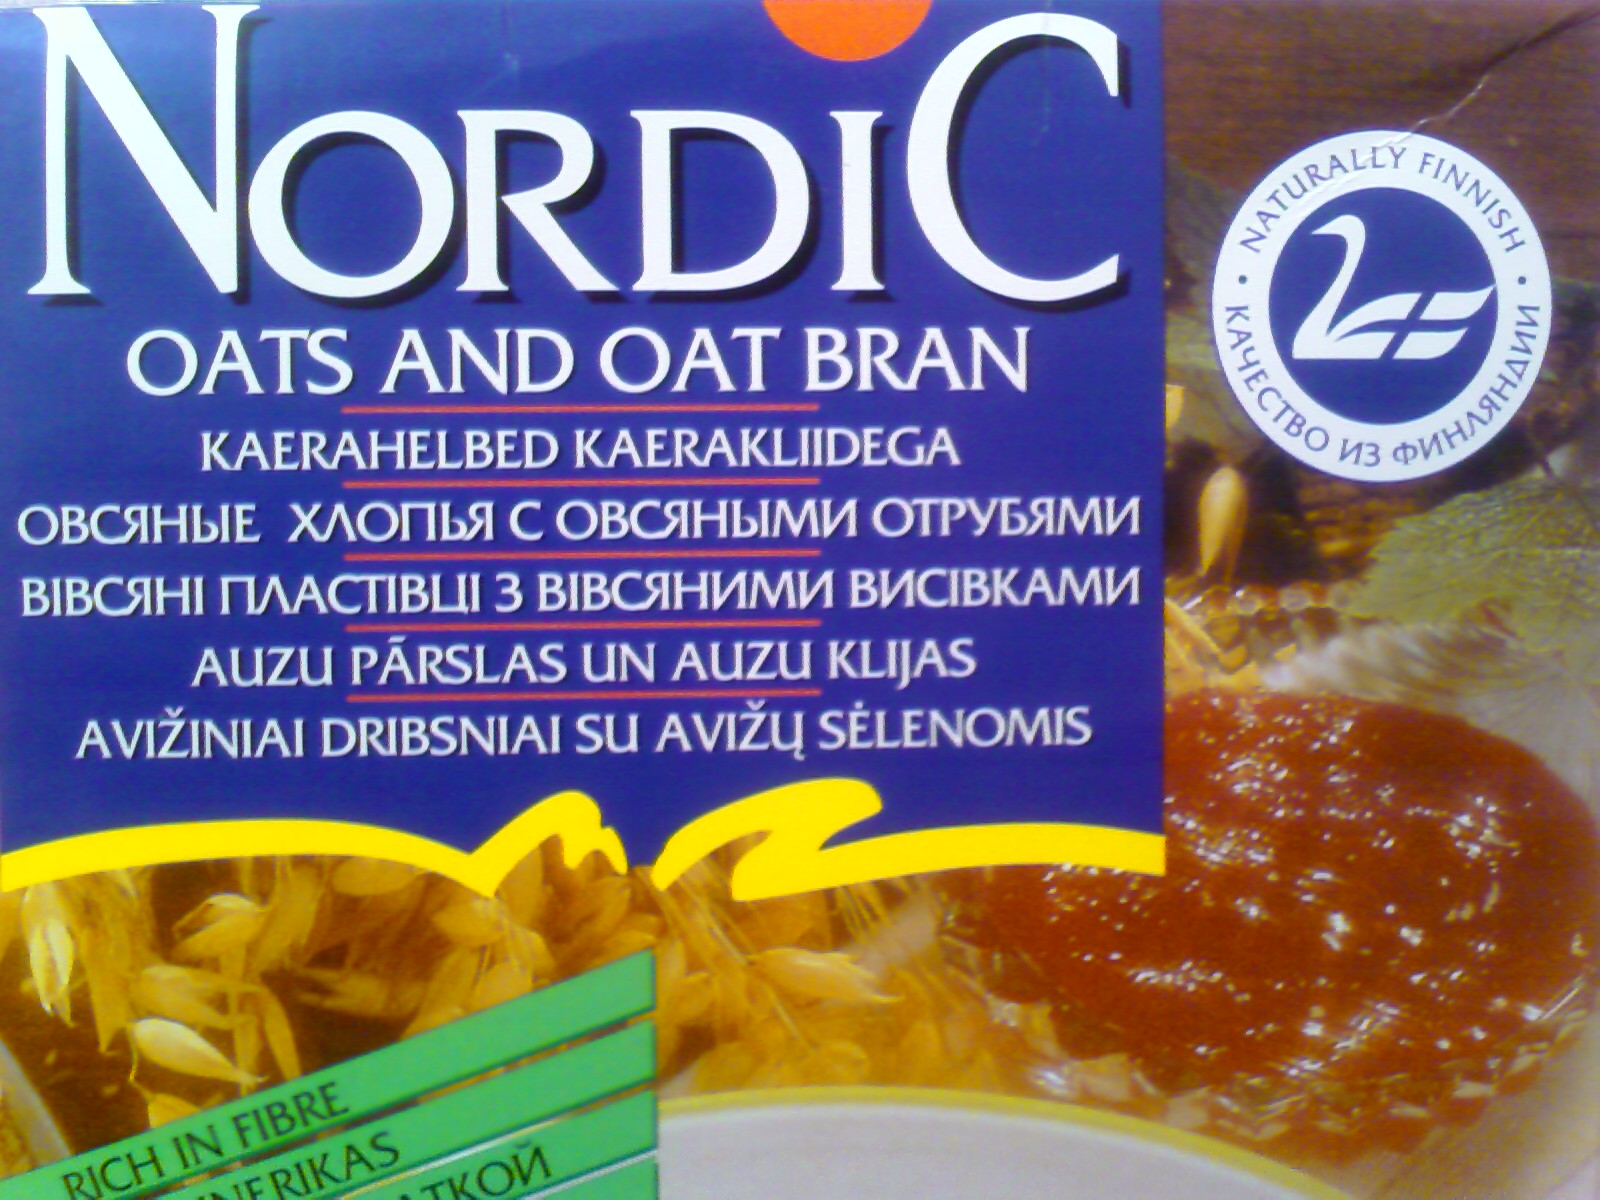 NORDIC
OATS AND OAT BRAN
KAERAHELBED KAERAKLIIDEGA
ОВСЯНЫЕ ХЛОПЬЯ С ОВСЯНЫМИ ОТРУБЯМИ
ВІВСЯНІ ПЛАСТІВЦІ З ВІВСЯНИМИ ВИСІВКАМИ
AUZU PĀRSLAS UN AUZU KLIJAS
AVIŽINIAI DRIBSNIAI SU AVIŽŲ SĖLENOMIS
• NATURALLY FINNISH •
КАЧЕСТВО ИЗ ФИНЛЯНДИИ
RICH IN FIBRE